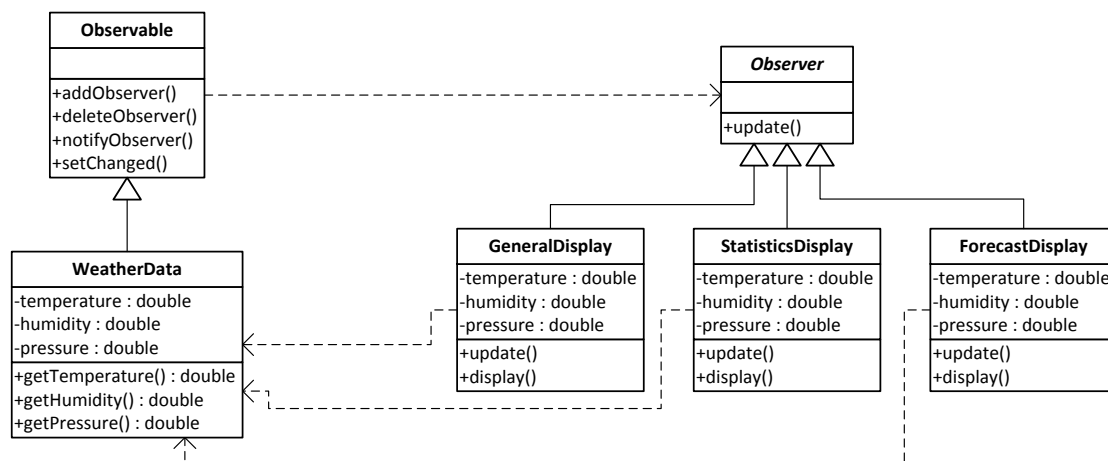 Observable
+addObserver()
+deleteObserver()
+notifyObserver()
+setChanged()
Observer
+update()
WeatherData
-temperature : double
-humidity : double
-pressure : double
+getTemperature() : double
+getHumidity() : double
+getPressure() : double
GeneralDisplay
-temperature : double
-humidity : double
-pressure : double
+update()
+display()
StatisticsDisplay
-temperature : double
-humidity : double
-pressure : double
+update()
+display()
ForecastDisplay
-temperature : double
-humidity : double
-pressure : double
+update()
+display()